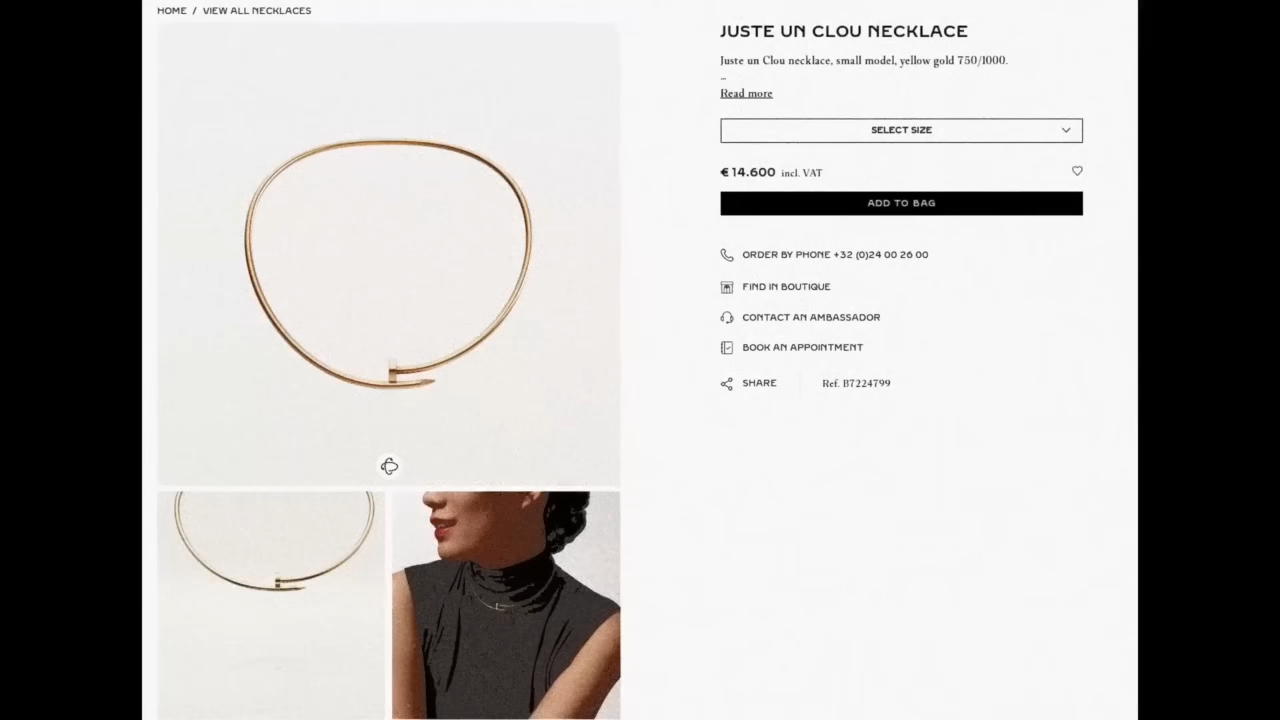 HOME / VIEW ALL NECKLACES
JUSTE UN CLOU NECKLACE
Juste un Clou necklace, small model, yellow gold 750/1000.
...
Read more
SELECT SIZE
€ 14.600 incl. VAT
ADD TO BAG
ORDER BY PHONE +32 (0)24 00 26 00
FIND IN BOUTIQUE
CONTACT AN AMBASSADOR
BOOK AN APPOINTMENT
SHARE
Ref. B7224799